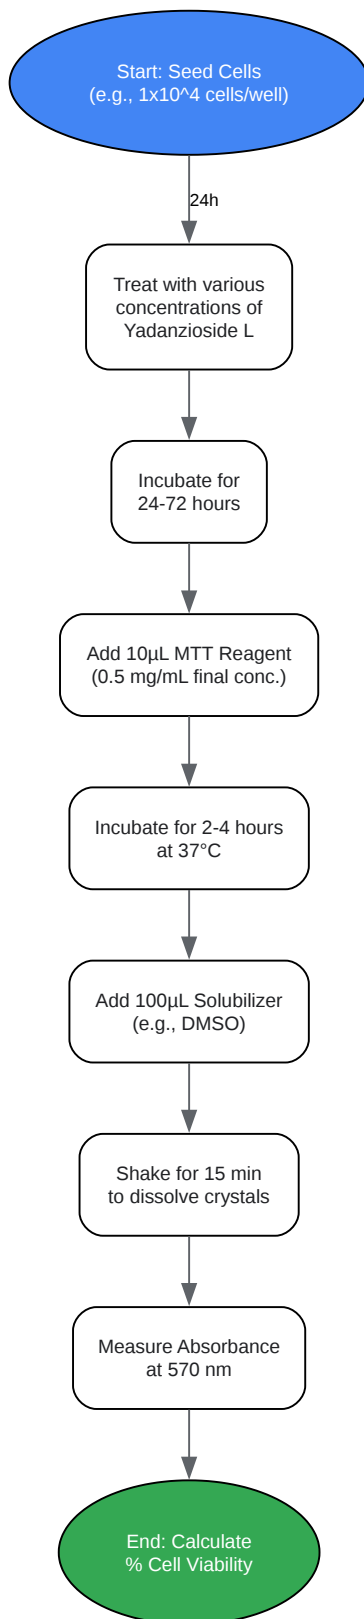 Start: Seed Cells
(e.g., 1x10^4 cells/well)
24h
Treat with various
concentrations of
Yadanzioside L
Incubate for
24-72 hours
Add 10µL MTT Reagent
(0.5 mg/mL final conc.)
Incubate for 2-4 hours
at 37°C
Add 100µL Solubilizer
(e.g., DMSO)
Shake for 15 min
to dissolve crystals
Measure Absorbance
at 570 nm
End: Calculate
% Cell Viability